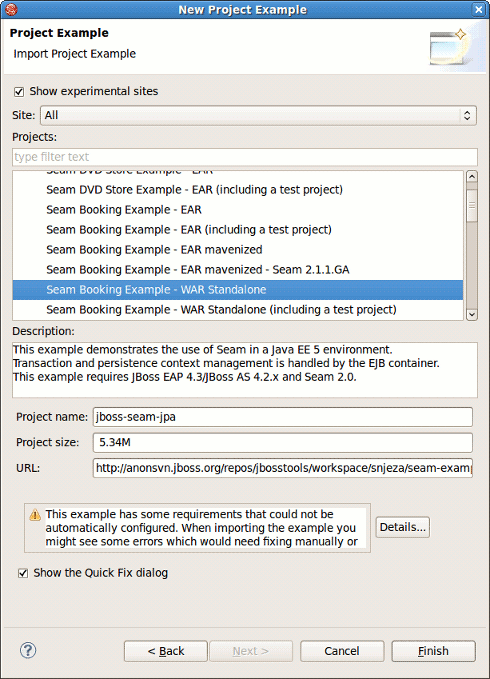 New Project Example
Project Example
Import Project Example
Show experimental sites
Site: All
Projects:
type filter text
Seam DVD Store Example - EAR
Seam DVD Store Example - EAR (including a test project)
Seam Booking Example - EAR
Seam Booking Example - EAR (including a test project)
Seam Booking Example - EAR mavenized
Seam Booking Example - EAR mavenized - Seam 2.1.1.GA
Seam Booking Example - WAR Standalone
Seam Booking Example - WAR Standalone (including a test project)
Description:
This example demonstrates the use of Seam in a Java EE 5 environment.
Transaction and persistence context management is handled by the EJB container.
This example requires JBoss EAP 4.3/JBoss AS 4.2.x and Seam 2.0.
Project name: jboss-seam-jpa
Project size: 5.34M
URL: http://anonsvn.jboss.org/repos/jbosstools/workspace/snjeza/seam-examp
This example has some requirements that could not be
automatically configured. When importing the example you
might see some errors which would need fixing manually or
Details...
Show the Quick Fix dialog
?
< Back
Next >
Cancel
Finish